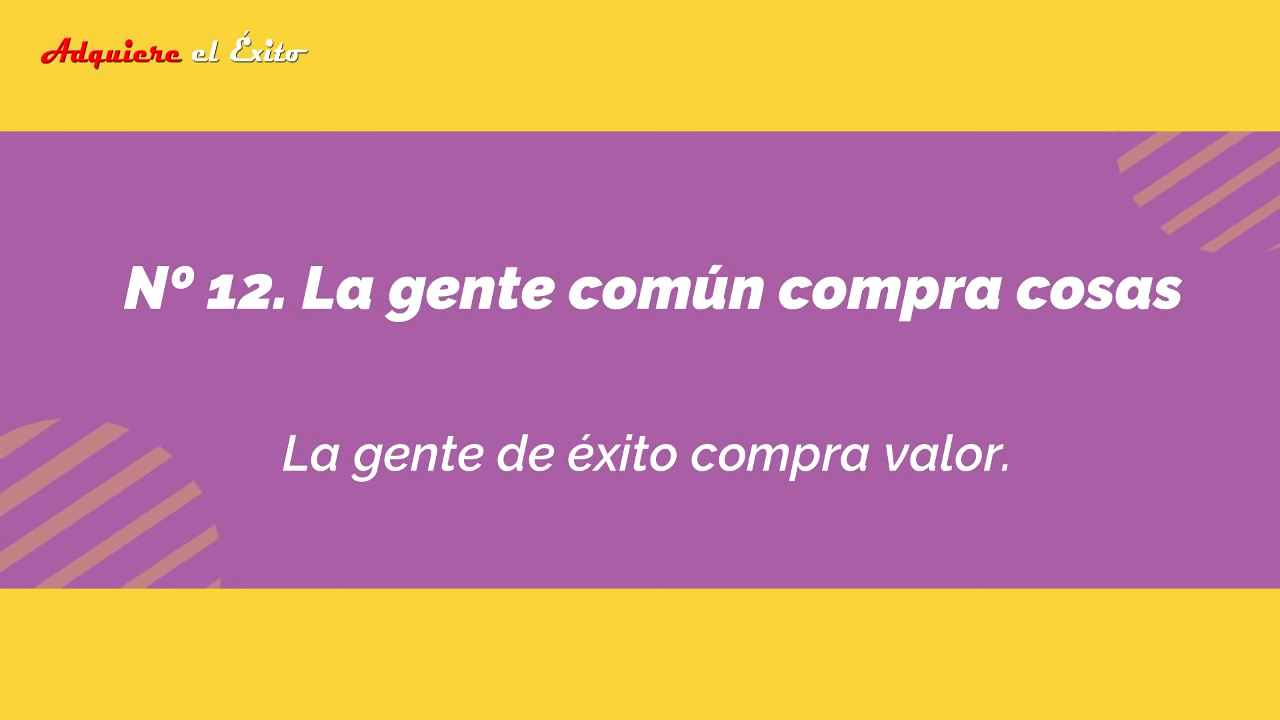 Adquiere el Éxito
Nº 12. La gente común compra cosas
La gente de éxito compra valor.